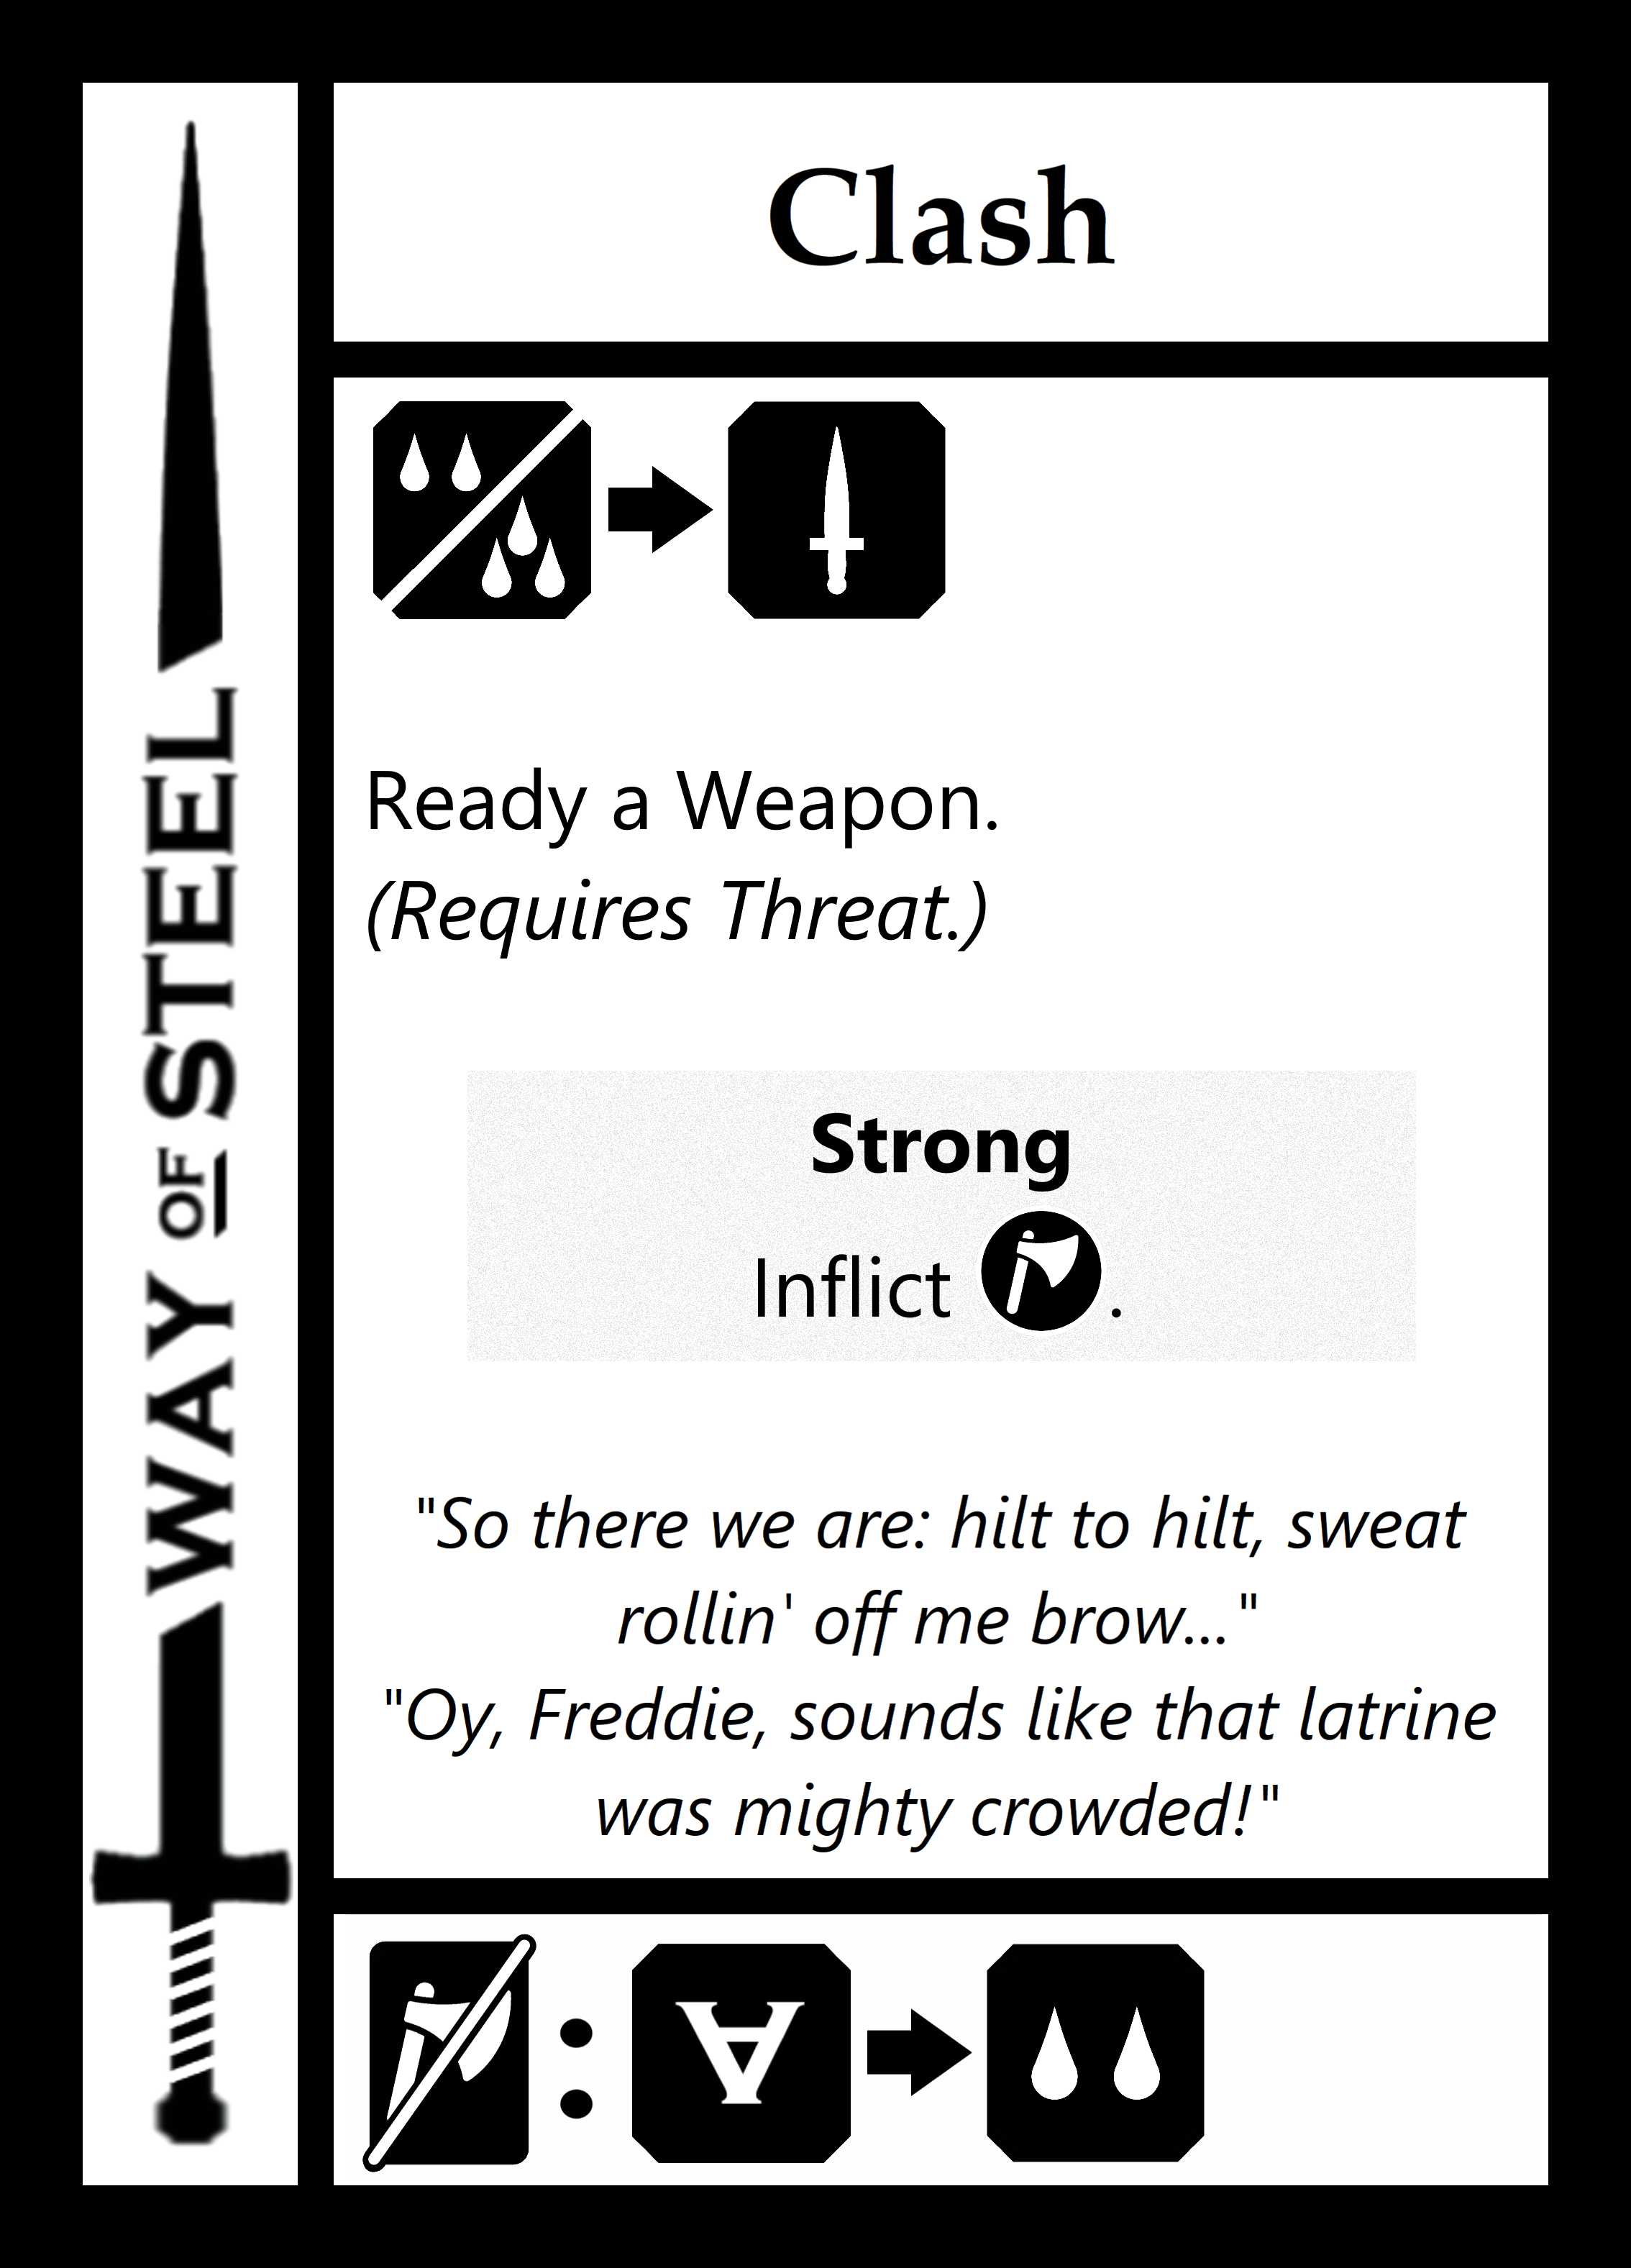 WAY OF STEEL
Clash
Ready a Weapon.
(Requires Threat.)
Strong
Inflict .
"So there we are: hilt to hilt, sweat
rollin' off me brow..."
"Oy, Freddie, sounds like that latrine
was mighty crowded!"
: ∀